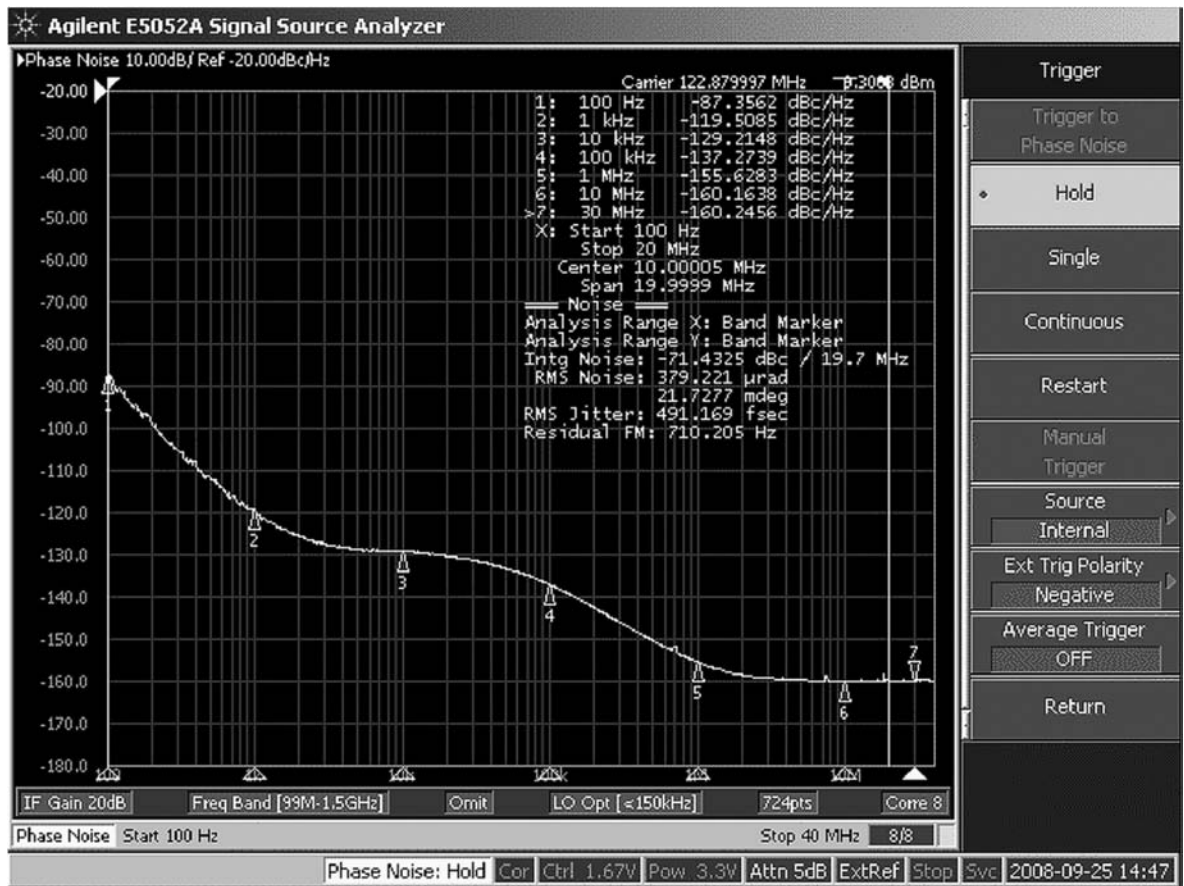 Agilent E5052A Signal Source Analyzer
Phase Noise 10.00dB/ Ref -20.00dBc/Hz
Carrier 122.879997 MHz dBm
1: 100 Hz -87.3562 dBc/Hz
2: 1 kHz -119.5085 dBc/Hz
3: 10 kHz -129.2148 dBc/Hz
4: 100 kHz -137.2739 dBc/Hz
5: 1 MHz -155.6283 dBc/Hz
6: 10 MHz -160.1638 dBc/Hz
>7: 30 MHz -160.2456 dBc/Hz
X: Start 100 Hz
Stop 20 MHz
Center 10.00005 MHz
Span 19.9999 MHz
Noise
Analysis Range X: Band Marker
Analysis Range Y: Band Marker
Intg Noise: -71.4325 dBc / 19.7 MHz
RMS Noise: 379.221 µrad
21.7277 mdeg
RMS Jitter: 491.169 fsec
Residual FM: 710.205 Hz
-20.00
-30.00
-40.00
-50.00
-60.00
-70.00
-80.00
-90.00
-100.0
-110.0
-120.0
-130.0
-140.0
-150.0
-160.0
-170.0
-180.0
1
2
3
4
5
6
7
IF Gain 20dB
Freq Band [99M-1.5GHz]
Omit
LO Opt [<150kHz]
724pts
Corre 8
Phase Noise Start 100 Hz
Stop 40 MHz
8/8
Trigger
Trigger to
Phase Noise
Hold
Single
Continuous
Restart
Manual
Trigger
Source
Internal
Ext Trig Polarity
Negative
Average Trigger
OFF
Return
Phase Noise: Hold
Cor
Ctrl 1.67V
Pow 3.3V
Attn 5dB
ExtRef
Stop
Svc
2008-09-25 14:47